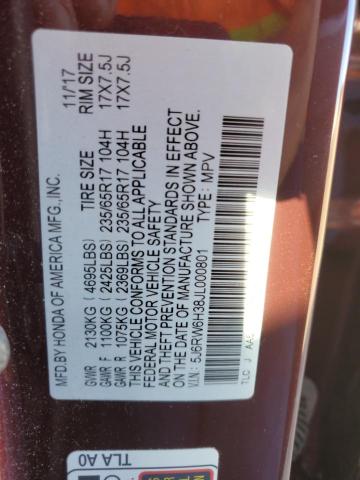 MFD.BY HONDA OF AMERICA MFG.,INC. 11/'17
TIRE SIZE RIM SIZE
GVWR 2130KG (4695LBS)
GAWR F 1100KG (2425LBS) 235/65R17 104H 17X7.5J
GAWR R 1075KG (2369LBS) 235/65R17 104H 17X7.5J
THIS VEHICLE CONFORMS TO ALL APPLICABLE
FEDERAL MOTOR VEHICLE SAFETY
AND THEFT PREVENTION STANDARDS IN EFFECT
ON THE DATE OF MANUFACTURE SHOWN ABOVE.
V.I.N.: 5J6RW6H38JL000801 TYPE: MPV
TLC J AAE
TLA A0